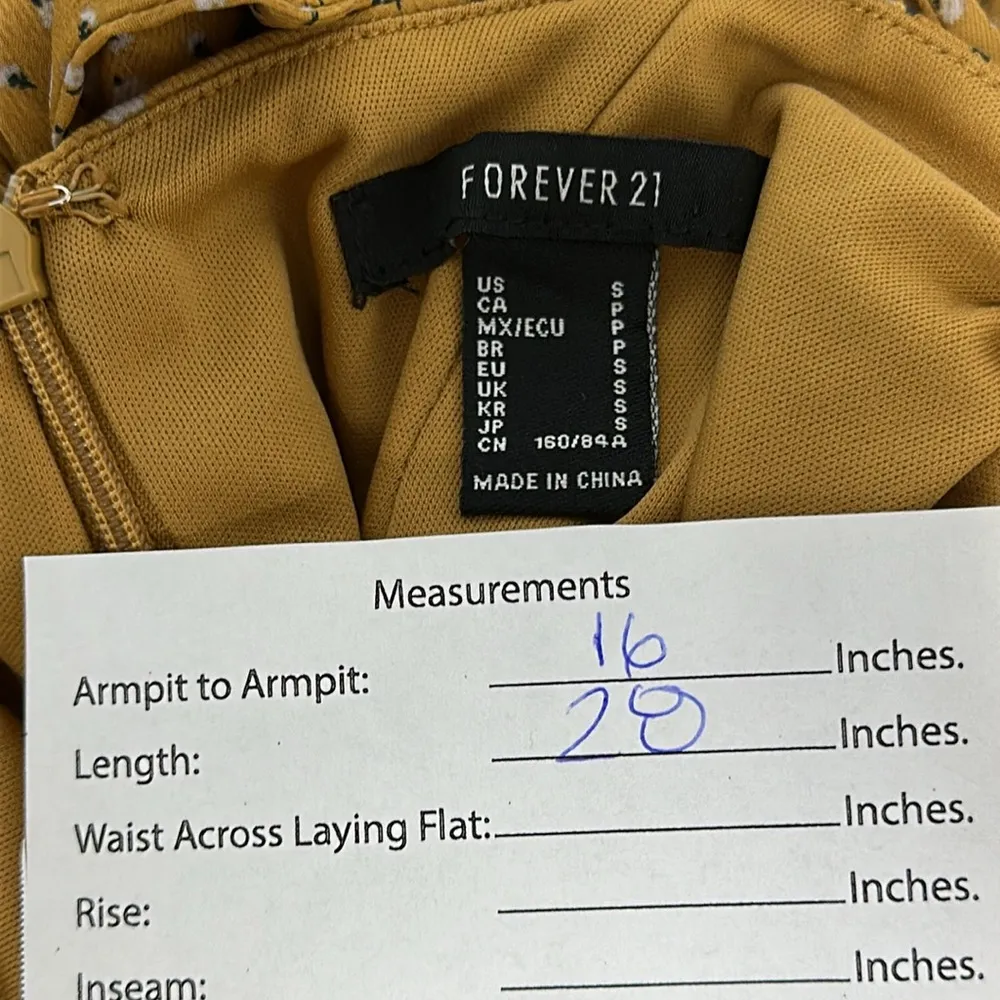 FOREVER 21
US S
CA P
MX/ECU P
BR P
EU S
UK S
KR S
JP S
CN 160/84A
MADE IN CHINA
Measurements
Armpit to Armpit: 16 Inches.
Length: 28 Inches.
Waist Across Laying Flat: Inches.
Rise: Inches.
Inseam: Inches.